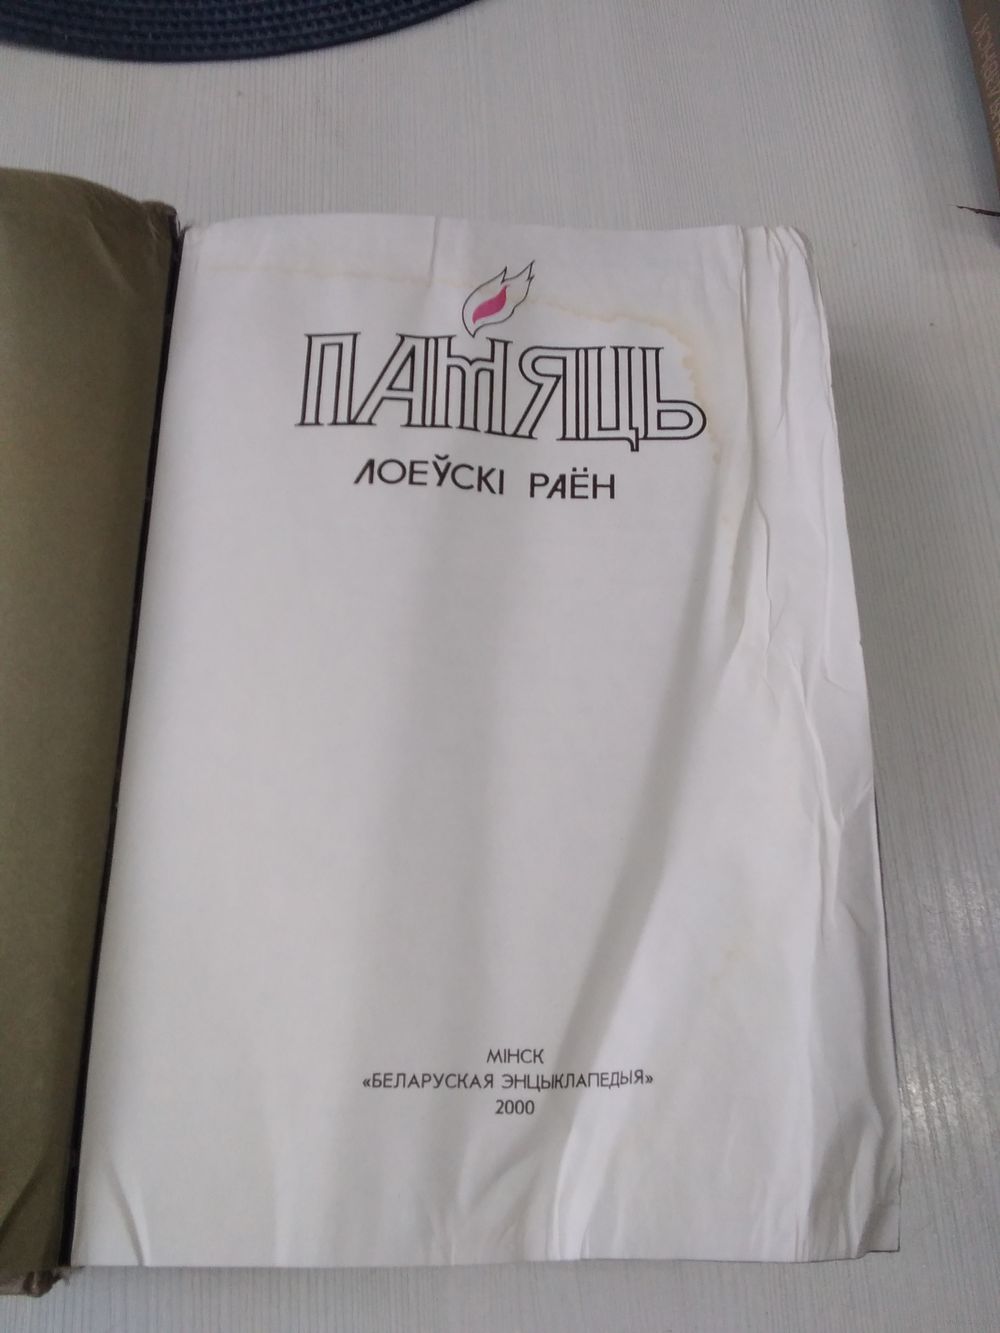 ПАМЯЦЬ
ЛОЕЎСКІ РАЁН
МІНСК
«БЕЛАРУСКАЯ ЭНЦЫКЛАПЕДЫЯ»
2000